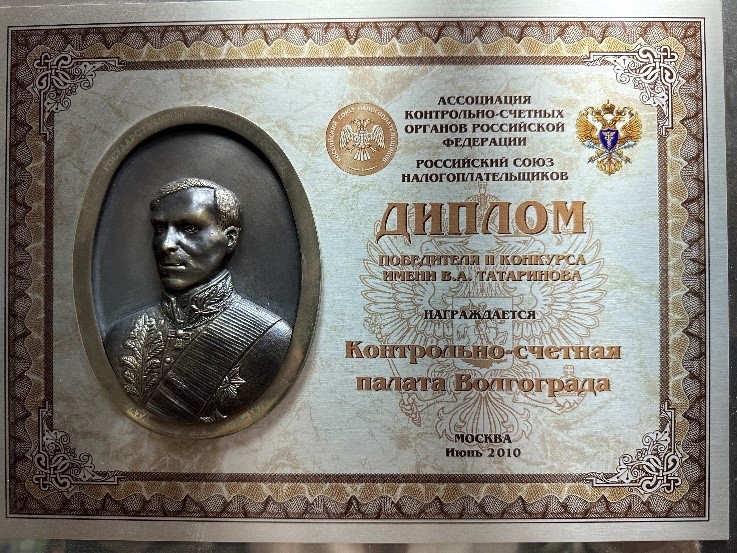 АССОЦИАЦИЯ
КОНТРОЛЬНО-СЧЕТНЫХ
ОРГАНОВ РОССИЙСКОЙ
ФЕДЕРАЦИИ
РОССИЙСКИЙ СОЮЗ
НАЛОГОПЛАТЕЛЬЩИКОВ
ДИПЛОМ
ПОБЕДИТЕЛЯ II КОНКУРСА
ИМЕНИ В.А. ТАТАРИНОВА
НАГРАЖДАЕТСЯ
Контрольно-счетная
палата Волгограда
МОСКВА
Июнь 2010